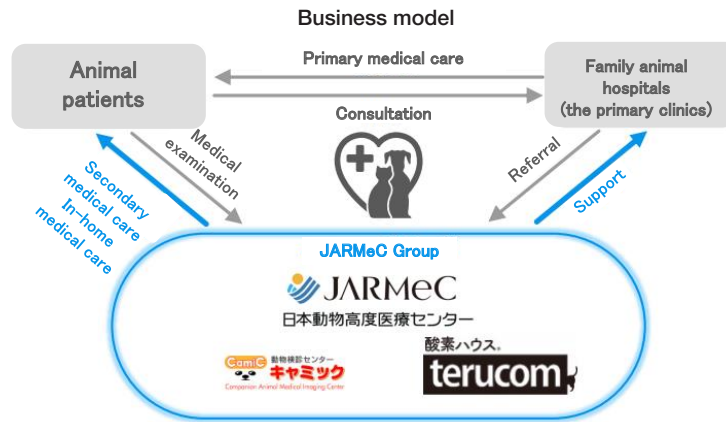 Business model
Primary medical care
Animal
patients
Family animal
hospitals
(the primary clinics)
Consultation
Medical
examination
Referral
Secondary
medical care
In-home
medical care
Support
JARMeC Group
JARMeC
日本動物高度医療センター
CamiC
動物検診センター
キャミック
Companion Animal Medical Imaging Center
酸素ハウス®
terucom